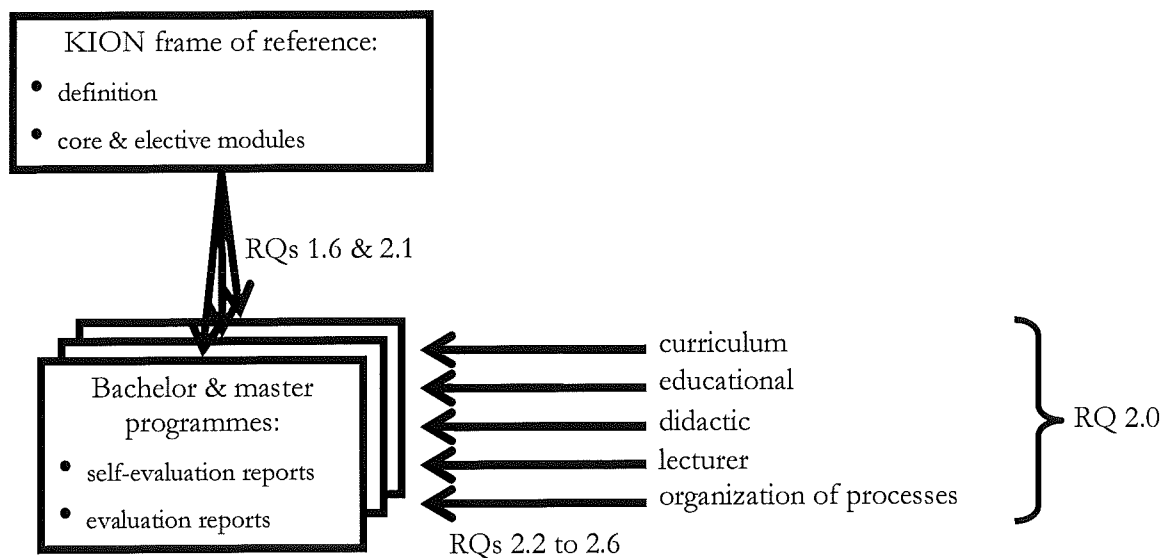 KION frame of reference:
• definition
• core & elective modules
RQs 1.6 & 2.1
Bachelor & master
programmes:
• self-evaluation reports
• evaluation reports
curriculum
educational
didactic
lecturer
organization of processes
RQs 2.2 to 2.6
RQ 2.0